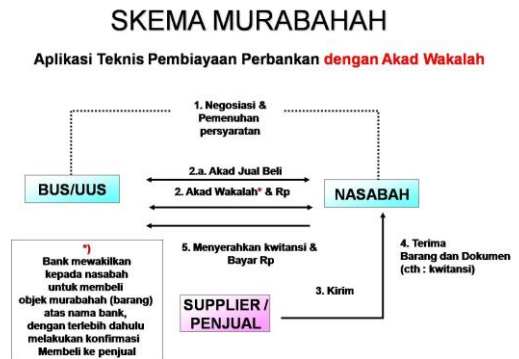 SKEMA MURABAHAH
Aplikasi Teknis Pembiayaan Perbankan dengan Akad Wakalah
1. Negosiasi &
Pemenuhan
persyaratan
BUS/UUS
2.a. Akad Jual Beli
2. Akad Wakalah* & Rp
NASABAH
*)
Bank mewakilkan
kepada nasabah
untuk membeli
objek murabahah (barang)
atas nama bank,
dengan terlebih dahulu
melakukan konfirmasi
Membeli ke penjual
5. Menyerahkan kwitansi &
Bayar Rp
SUPPLIER /
PENJUAL
3. Kirim
4. Terima
Barang dan Dokumen
(cth : kwitansi)